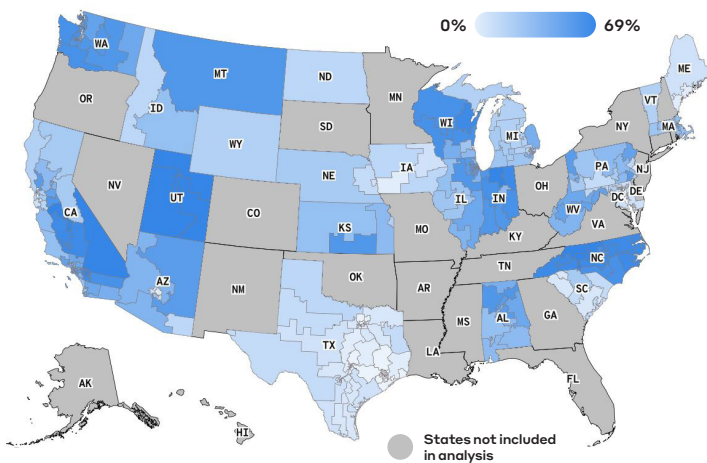 0% 69%
WA
MT
ND
MN
ME
OR
ID
WI
VT
SD
MI
NY
MA
WY
IA
PA
NJ
NE
NV
UT
CO
IL
IN
OH
DC
DE
CA
KS
MO
WV
VA
KY
AZ
NM
OK
TN
NC
AR
SC
TX
MS
AL
GA
LA
AK
HI
FL
States not included
in analysis